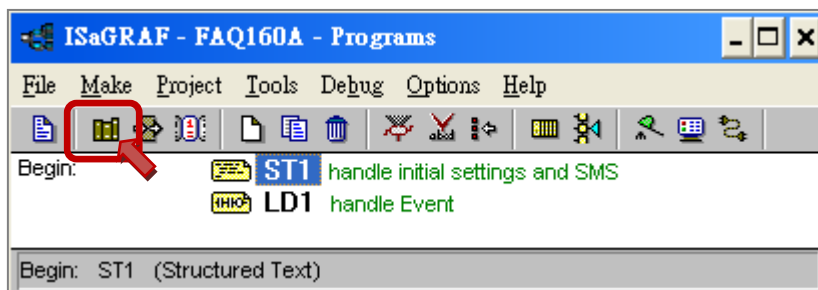 ISaGRAF - FAQ160A - Programs
File Make Project Tools Debug Options Help
Begin: ST1 handle initial settings and SMS
LD1 handle Event
Begin: ST1 (Structured Text)